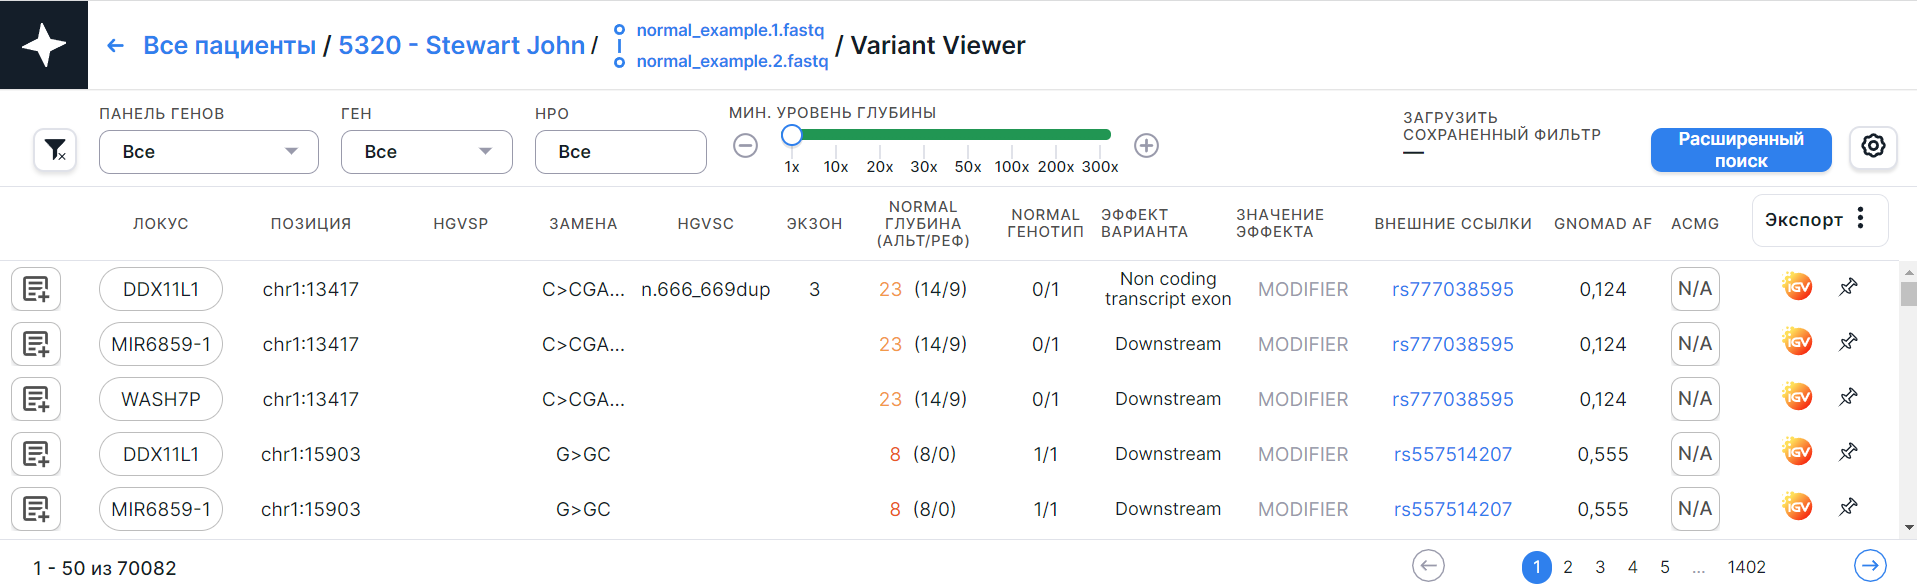 ← Все пациенты / 5320 - Stewart John / normal_example.1.fastq / Variant Viewer
normal_example.2.fastq
ПАНЕЛЬ ГЕНОВ
Все
ГЕН
Все
HPO
Все
МИН. УРОВЕНЬ ГЛУБИНЫ
1x 10x 20x 30x 50x 100x 200x 300x
ЗАГРУЗИТЬ
СОХРАНЕННЫЙ ФИЛЬТР
—
Расширенный
поиск
ЛОКУС ПОЗИЦИЯ HGVSP ЗАМЕНА HGVSC ЭКЗОН
NORMAL
ГЛУБИНА
(АЛЬТ/РЕФ)
NORMAL
ГЕНОТИП
ЭФФЕКТ
ВАРИАНТА
ЗНАЧЕНИЕ
ЭФФЕКТА
ВНЕШНИЕ ССЫЛКИ GNOMAD AF ACMG Экспорт
DDX11L1 chr1:13417 C>CGA... n.666_669dup 3 23 (14/9) 0/1 Non coding
transcript exon MODIFIER rs777038595 0,124 N/A IGV
MIR6859-1 chr1:13417 C>CGA... 23 (14/9) 0/1 Downstream MODIFIER rs777038595 0,124 N/A IGV
WASH7P chr1:13417 C>CGA... 23 (14/9) 0/1 Downstream MODIFIER rs777038595 0,124 N/A IGV
DDX11L1 chr1:15903 G>GC 8 (8/0) 1/1 Downstream MODIFIER rs557514207 0,555 N/A IGV
MIR6859-1 chr1:15903 G>GC 8 (8/0) 1/1 Downstream MODIFIER rs557514207 0,555 N/A IGV
1 - 50 из 70082
1 2 3 4 5 ... 1402